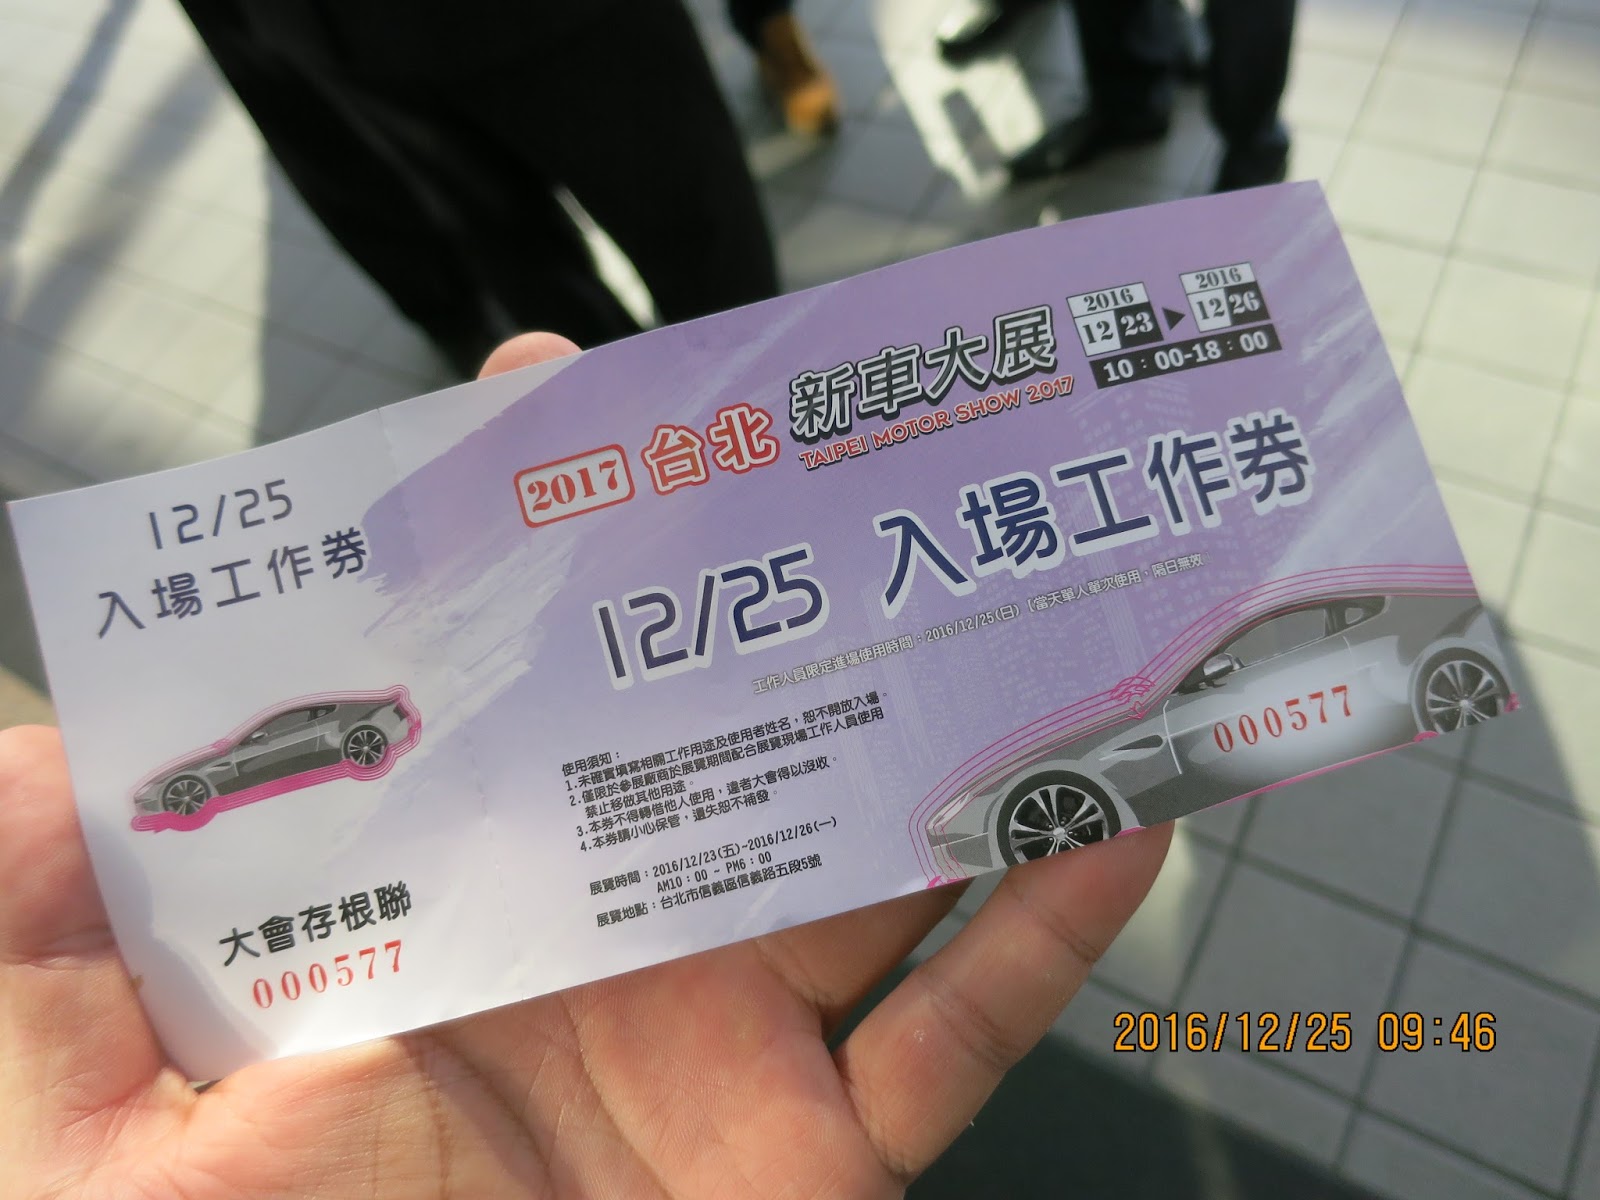 12/25
入場工作券
大會存根聯
000577
2017 台北 新車大展
TAIPEI MOTOR SHOW 2017
2016 12 23 ▶ 2016 12 26
10:00-18:00
12/25 入場工作券
工作人員限定進場使用時間：2016/12/25(日)【當天單人單次使用，隔日無效。
使用須知：
1.未確實填寫相關工作用途及使用者姓名，恕不開放入場。
2.僅限於參展廠商於展覽期間配合展覽現場工作人員使用
禁止移做其他用途。
3.本券不得轉借他人使用，違者大會得以沒收。
4.本券請小心保管，遺失恕不補發。
展覽時間：2016/12/23(五)~2016/12/26(一)
AM10：00 ~ PM6：00
展覽地點：台北市信義區信義路五段5號
000577
2016/12/25 09:46